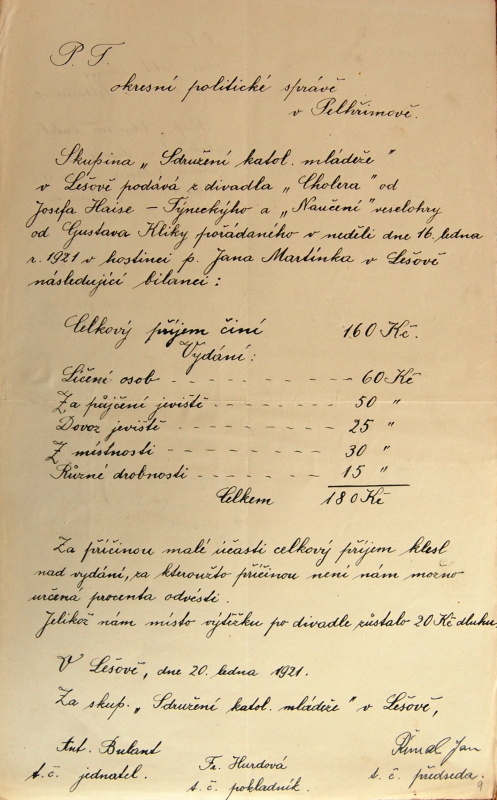 P. T.
okresní politické správě
v Pelhřimově.
Skupina „Sdružení katol. mládeže"
v Lešově podává z divadla „Cholera" od
Josefa Haise – Týneckýho a „Naučení" veselohry
od Gustava Kliky pořádaného v neděli dne 16. ledna
r. 1921 v hostinci p. Jana Martínka v Lešově
následující bilanci:
Celkový příjem činí 160 Kč.
Vydání:
Líčení osob - - - - - - - - - 60 Kč
Za půjčení jeviště - - - - - - 50 "
Dovoz jeviště - - - - - - - 25 "
Z místnosti - - - - - - - 30 "
Různé drobnosti - - - - - - 15 "
Celkem 180 Kč
Za příčinou malé účasti celkový příjem klesl
nad vydání, za kteroužto příčinou není nám možno
určená procenta odvésti.
Jelikož nám místo výtěžku po divadle zůstalo 20 Kč dluhu.
V Lešově, dne 20. ledna 1921.
Za skup. „Sdružení katol. mládeže" v Lešově,
Ant. Bulant Fr. Hurdová Jan
t. č. jednatel. t. č. pokladník. t. č. předseda.